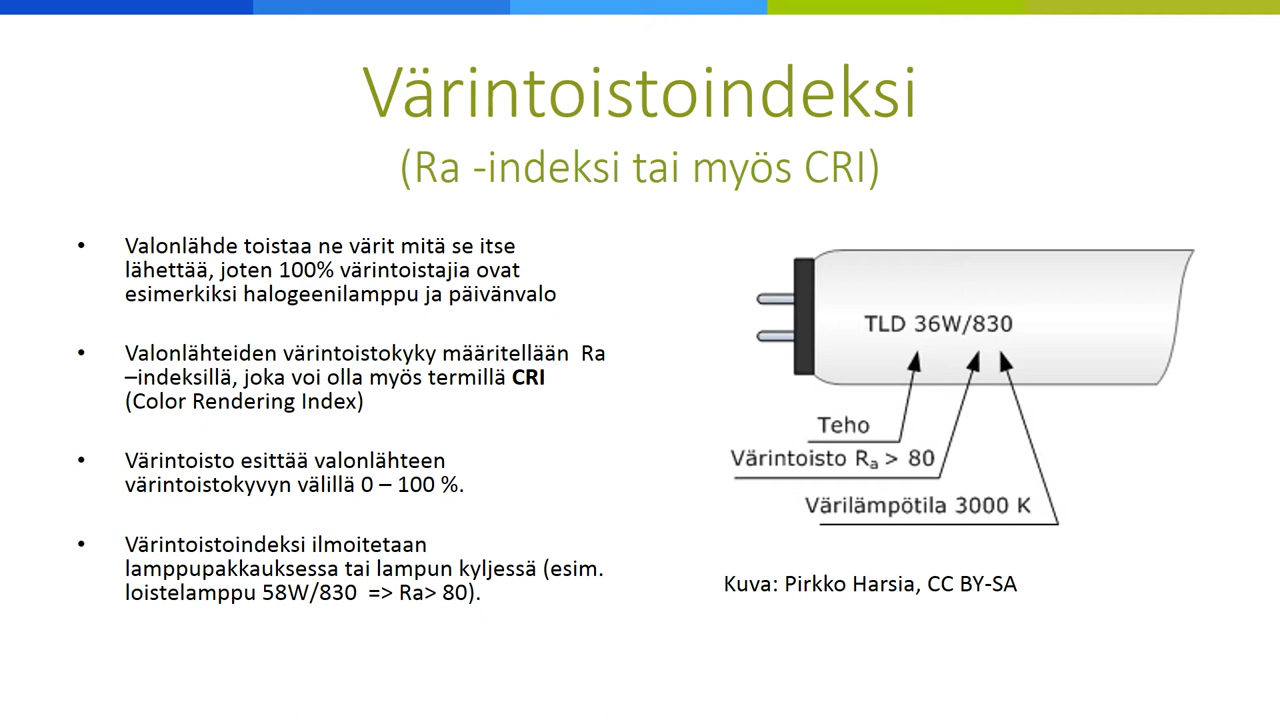 Värintoistoindeksi
(Ra -indeksi tai myös CRI)
• Valonlähde toistaa ne värit mitä se itse
lähettää, joten 100% värintoistajia ovat
esimerkiksi halogeenilamppu ja päivänvalo
• Valonlähteiden värintoistokyky määritellään Ra
–indeksillä, joka voi olla myös termillä CRI
(Color Rendering Index)
• Värintoisto esittää valonlähteen
värintoistokyvyn välillä 0 – 100 %.
• Värintoistoindeksi ilmoitetaan
lamppupakkauksessa tai lampun kyljessä (esim.
loistelamppu 58W/830 => Ra> 80).
TLD 36W/830
Teho
Värintoisto Ra > 80
Värilämpötila 3000 K
Kuva: Pirkko Harsia, CC BY-SA